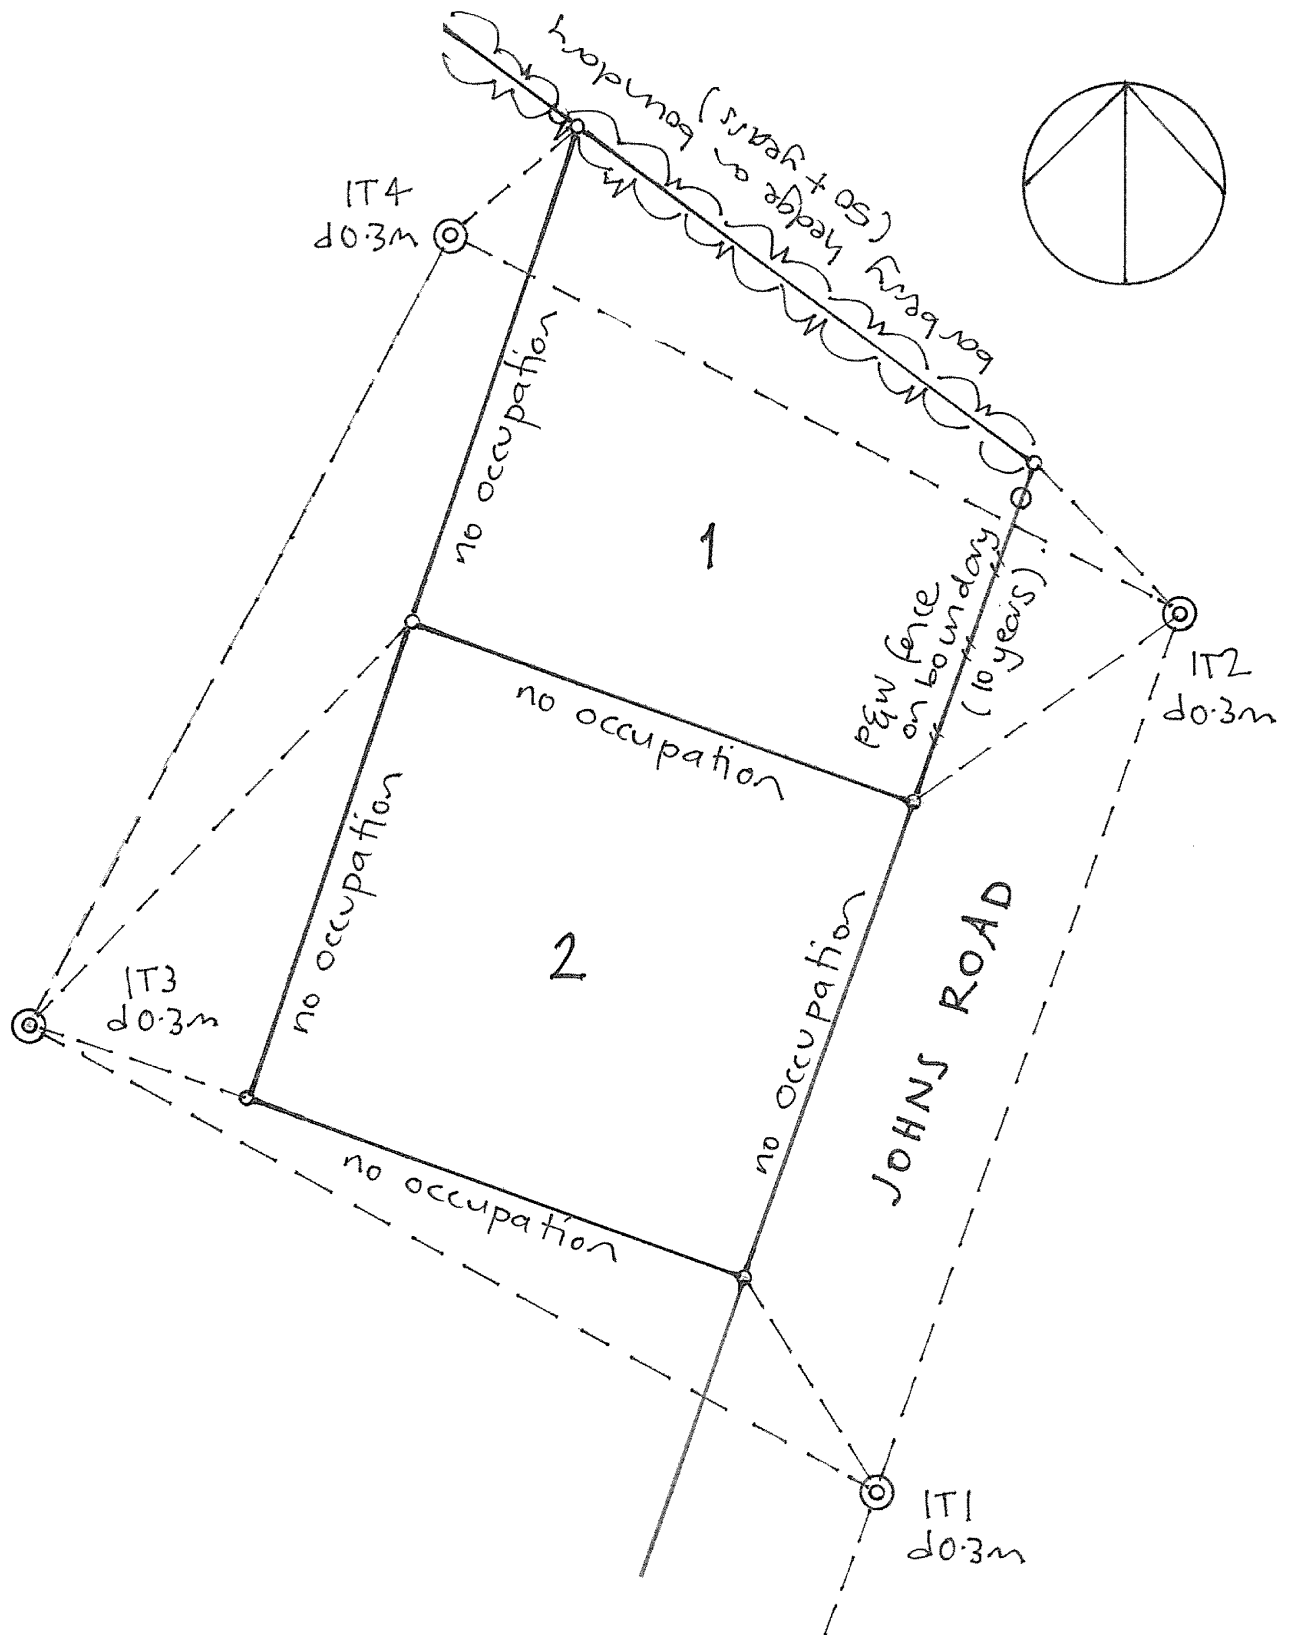 barberry hedge on boundary
(50 + years)
IT4
d0.3m
no occupation
1
P&W fence
on boundary
(10 years)
IT2
d0.3m
no occupation
no occupation
2
no occupation
JOHNS ROAD
IT3
d0.3m
no occupation
IT1
d0.3m